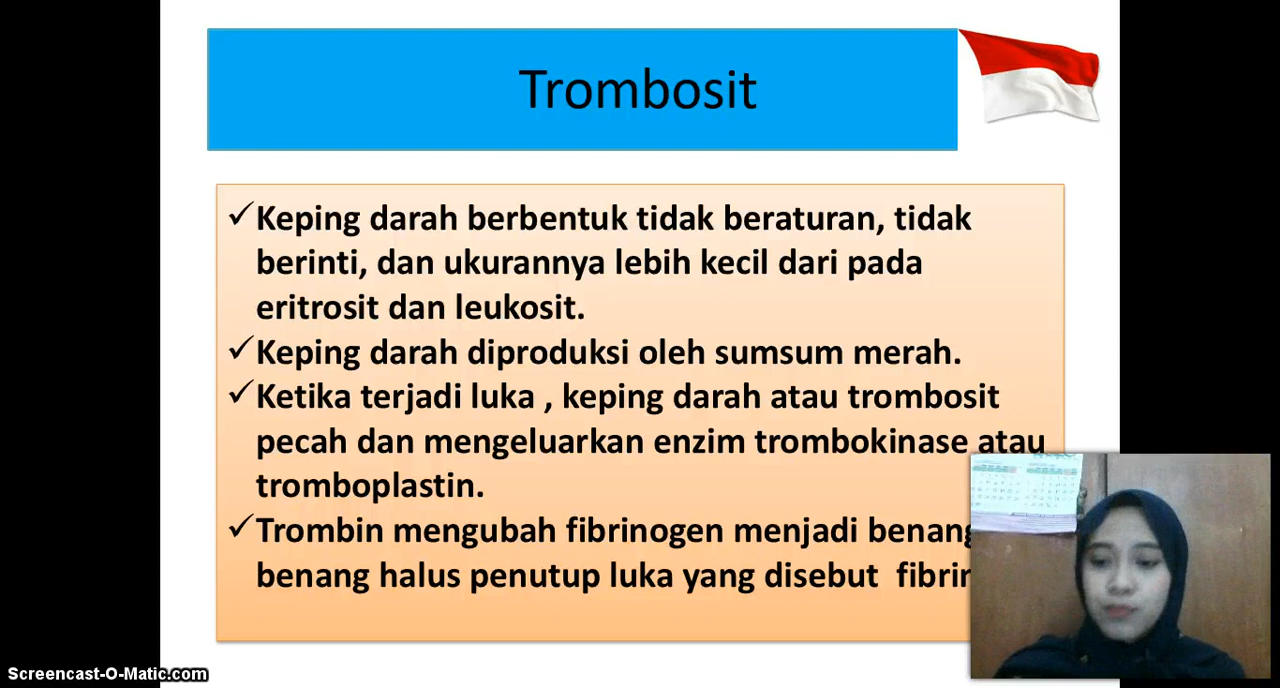 Trombosit
✓Keping darah berbentuk tidak beraturan, tidak
berinti, dan ukurannya lebih kecil dari pada
eritrosit dan leukosit.
✓Keping darah diproduksi oleh sumsum merah.
✓Ketika terjadi luka , keping darah atau trombosit
pecah dan mengeluarkan enzim trombokinase atau
tromboplastin.
✓Trombin mengubah fibrinogen menjadi benang
benang halus penutup luka yang disebut
Screencast-O-Matic.com